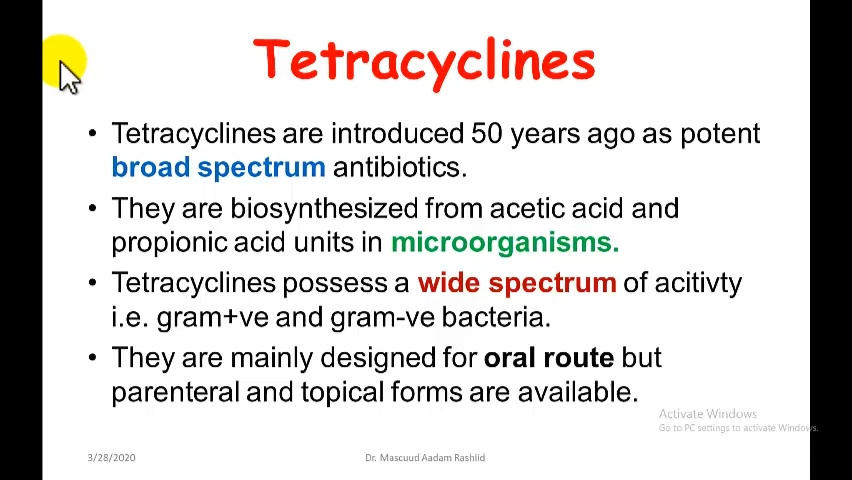 Tetracyclines
• Tetracyclines are introduced 50 years ago as potent
broad spectrum antibiotics.
• They are biosynthesized from acetic acid and
propionic acid units in microorganisms.
• Tetracyclines possess a wide spectrum of acitivty
i.e. gram+ve and gram-ve bacteria.
• They are mainly designed for oral route but
parenteral and topical forms are available.
Activate Windows
Go to PC settings to activate Windows.
3/28/2020
Dr. Mascuud Aadam Rashiid